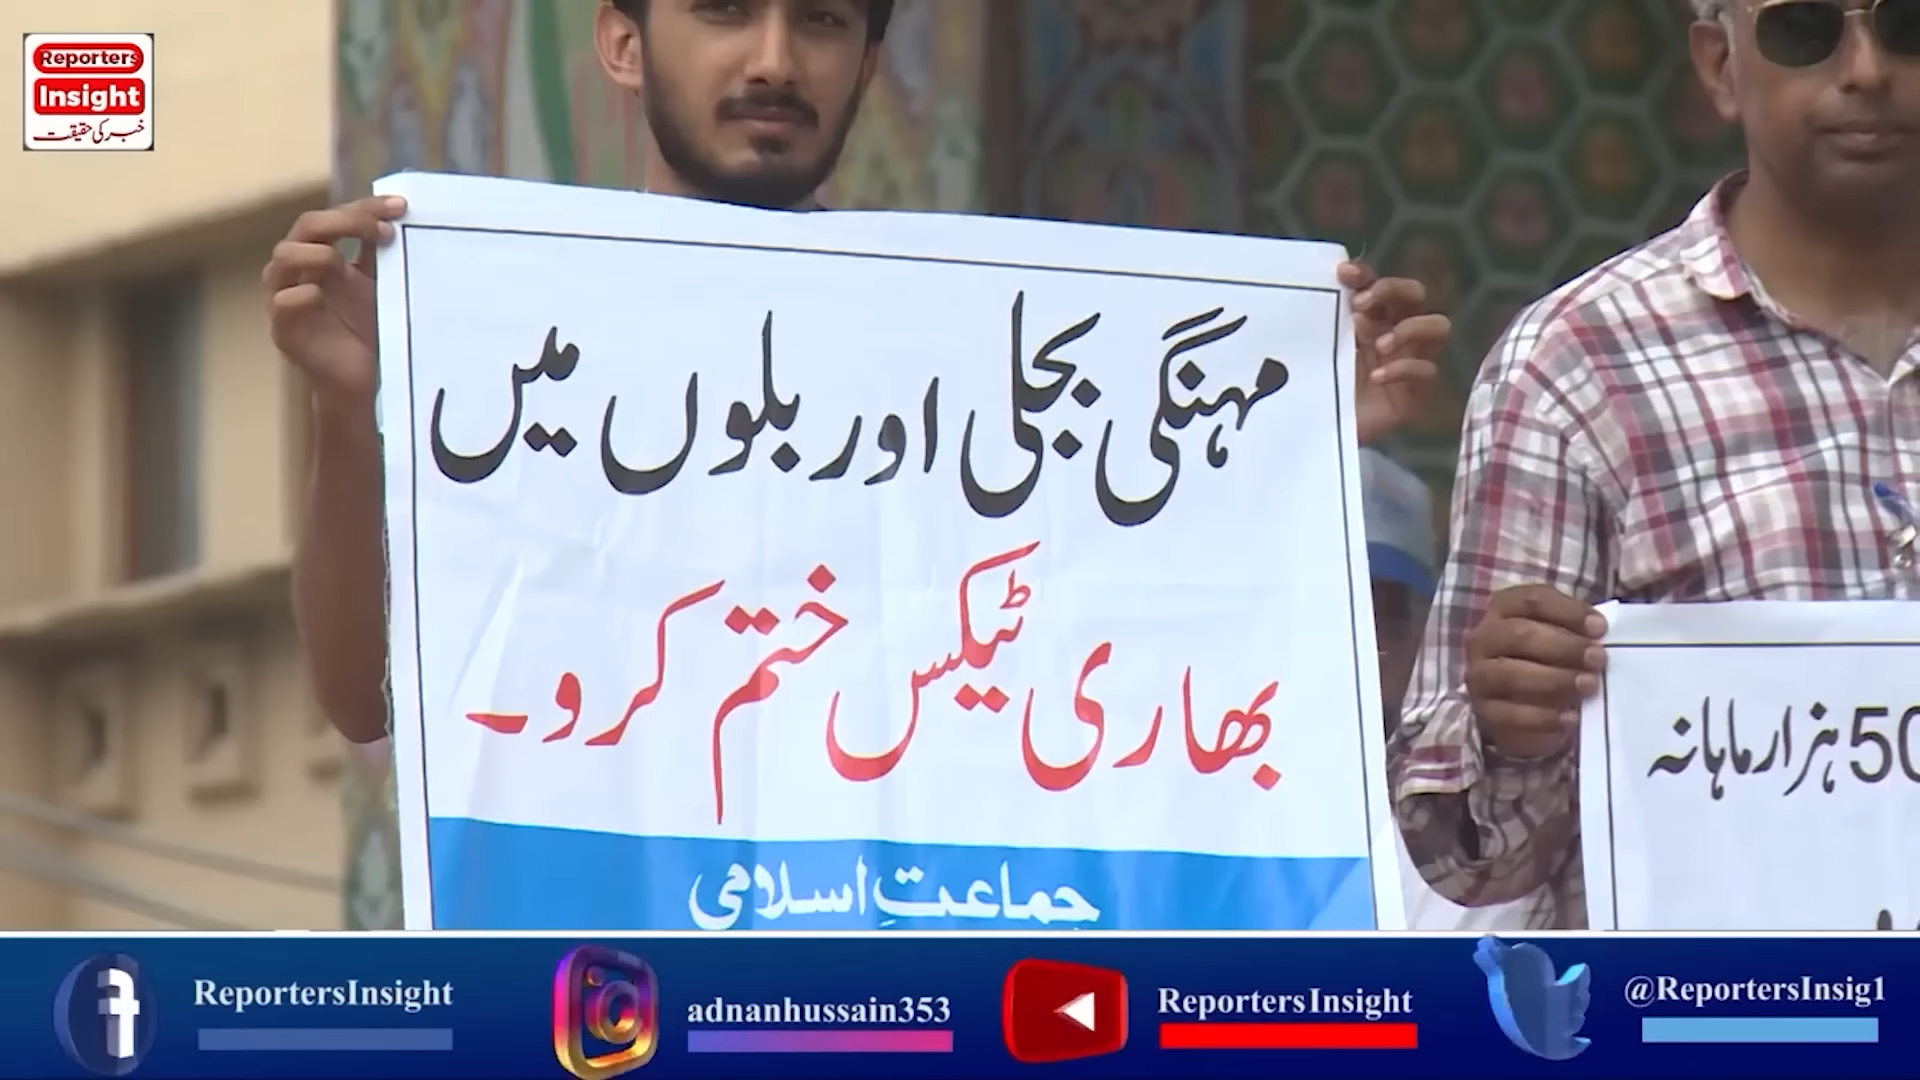 Reporters
Insight
خبر کی حقیقت
مہنگی بجلی اور بلوں میں
بھاری ٹیکس ختم کرو۔
جماعتِ اسلامی
50 ہزار ماہانہ
ReportersInsight
adnanhussain353
ReportersInsight
@ReportersInsig1